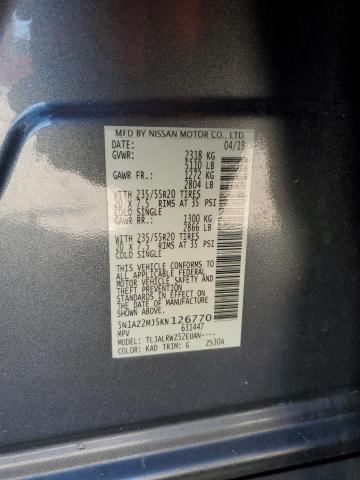 MFD BY NISSAN MOTOR CO., LTD.
DATE: 04/19
GVWR: 2318 KG
5110 LB
GAWR FR.: 1272 KG
2804 LB
WITH 235/55R20 TIRES
20 X 7.5 RIMS AT 35 PSI
COLD SINGLE
GAWR RR.: 1300 KG
2866 LB
WITH 235/55R20 TIRES
20 X 7.5 RIMS AT 35 PSI
COLD SINGLE
THIS VEHICLE CONFORMS TO ALL
APPLICABLE U.S. FEDERAL
MOTOR VEHICLE SAFETY
STANDARDS IN EFFECT ON THE
DATE OF MANUFACTURE SHOWN
ABOVE
5N1AZ2MJ5KN126770
MPV 631447
MODEL: TLJALRWZ52EUAN----
COLOR: KAD TRIM: G ZS30A